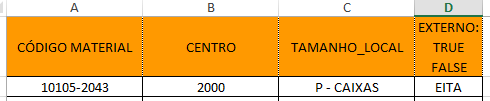 A B C D
CÓDIGO MATERIAL CENTRO TAMANHO_LOCAL EXTERNO:
TRUE
FALSE
10105-2043 2000 P - CAIXAS EITA